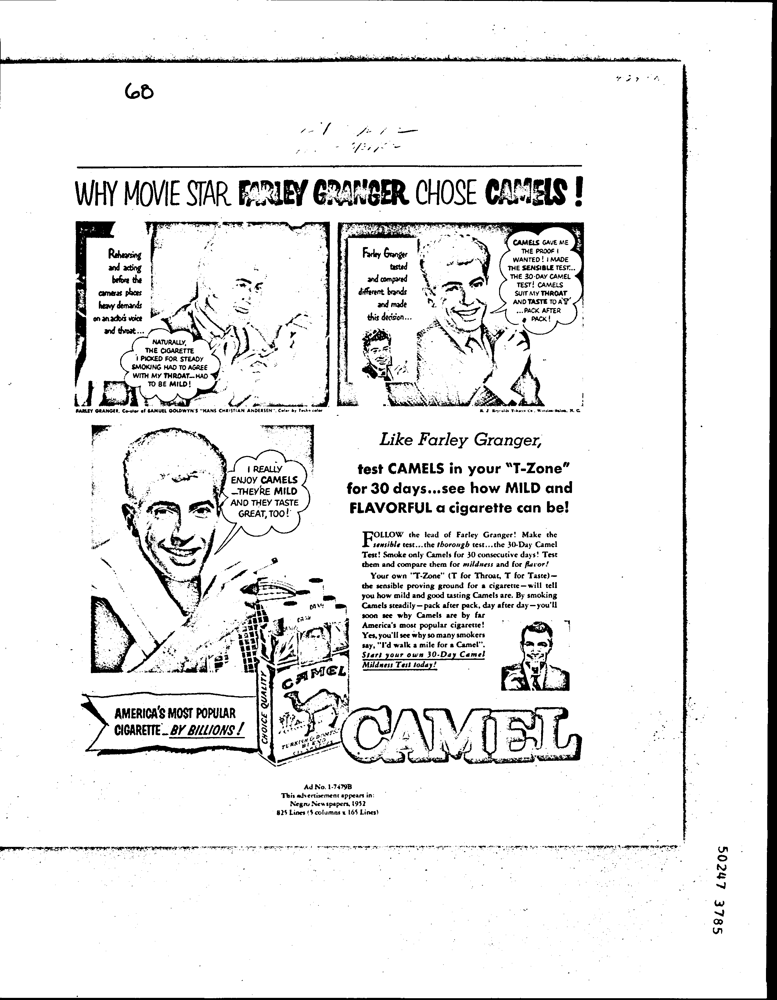 68
WHY MOVIE STAR FARLEY GRANGER CHOSE CAMELS!
Rehearsing
and acting
before the
cameras places
heavy demands
on an actor's voice
and throat...
NATURALLY,
THE CIGARETTE
I PICKED FOR STEADY
SMOKING HAD TO AGREE
WITH MY THROAT—HAD
TO BE MILD!
Farley Granger
tested
and compared
different brands
and made
this decision...
CAMELS GAVE ME
THE PROOF I
WANTED! I MADE
THE SENSIBLE TEST...
THE 30-DAY CAMEL
TEST! CAMELS
SUIT MY THROAT
AND TASTE TO A 'T'
...PACK AFTER
PACK!
FARLEY GRANGER, Co-star of SAMUEL GOLDWYN'S "HANS CHRISTIAN ANDERSEN". Color by Technicolor
R. J. Reynolds Tobacco Co., Winston-Salem, N. C.
I REALLY
ENJOY CAMELS
—THEY'RE MILD
AND THEY TASTE
GREAT, TOO!
Like Farley Granger,
test CAMELS in your "T-Zone"
for 30 days...see how MILD and
FLAVORFUL a cigarette can be!
FOLLOW the lead of Farley Granger! Make the
sensible test...the thorough test...the 30-Day Camel
Test! Smoke only Camels for 30 consecutive days! Test
them and compare them for mildness and for flavor!
Your own "T-Zone" (T for Throat, T for Taste)—
the sensible proving ground for a cigarette—will tell
you how mild and good tasting Camels are. By smoking
Camels steadily—pack after pack, day after day—you'll
soon see why Camels are by far
America's most popular cigarette!
Yes, you'll see why so many smokers
say, "I'd walk a mile for a Camel".
Start your own 30-Day Camel
Mildness Test today!
CAMEL
CHOICE QUALITY
TURKISH & DOMESTIC
BLEND
CIGARETTES
AMERICA'S MOST POPULAR
CIGARETTE—BY BILLIONS!
CAMEL
Ad No. 1-7479B
This advertisement appears in:
Negro Newspapers, 1952
825 Lines (5 columns x 165 Lines)
50247 3785